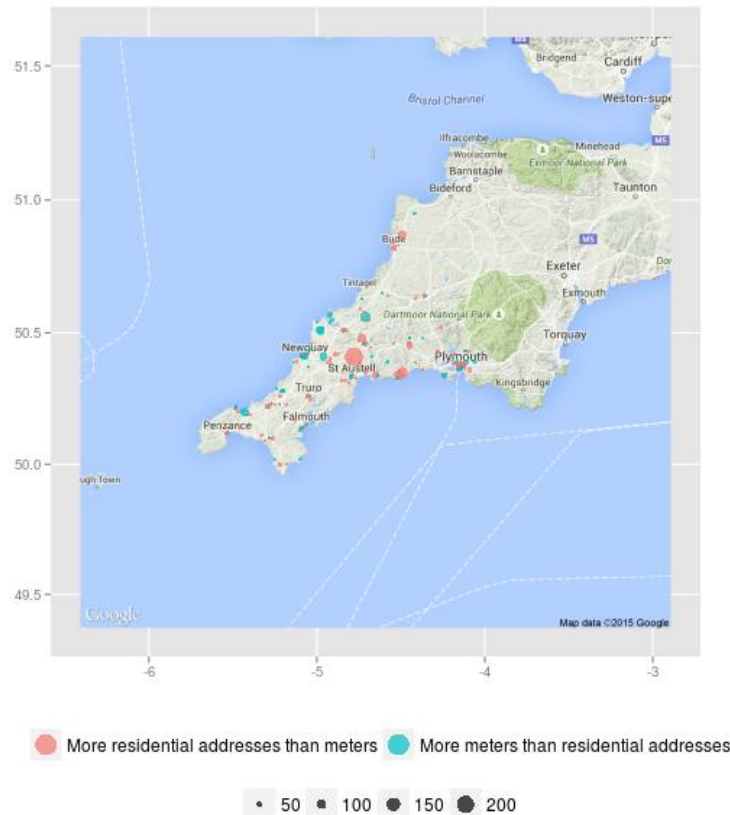 51.5
51.0
50.5
50.0
49.5
Bridgend
Cardiff
Weston-supe
Bristol Channel
M5
Ilfracombe
Woolacombe
Minehead
Exmoor National Park
Barnstaple
Bideford
Taunton
Bude
M5
Exeter
Tintagel
Exmouth
Dartmoor National Park
Torquay
Newquay
Plymouth
St Austell
Kingsbridge
Truro
Falmouth
Penzance
ugh Town
Google
Map data ©2015 Google
-6 -5 -4 -3
More residential addresses than meters More meters than residential addresses
50 100 150 200